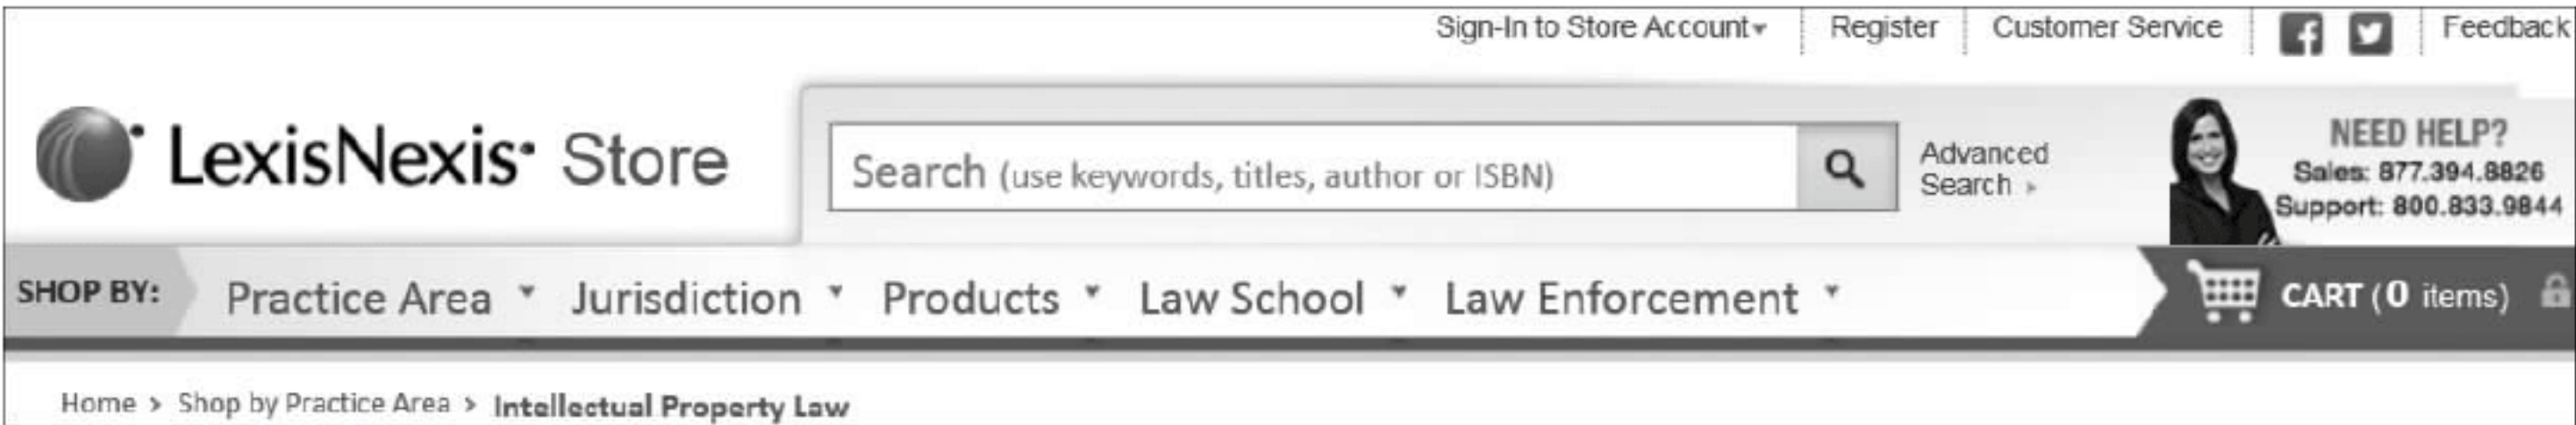 Sign-In to Store Account Register Customer Service Feedback
LexisNexis Store
Search (use keywords, titles, author or ISBN)
Advanced
Search
NEED HELP?
Sales: 877.394.8826
Support: 800.833.9844
SHOP BY: Practice Area Jurisdiction Products Law School Law Enforcement CART (0 items)
Home > Shop by Practice Area > Intellectual Property Law